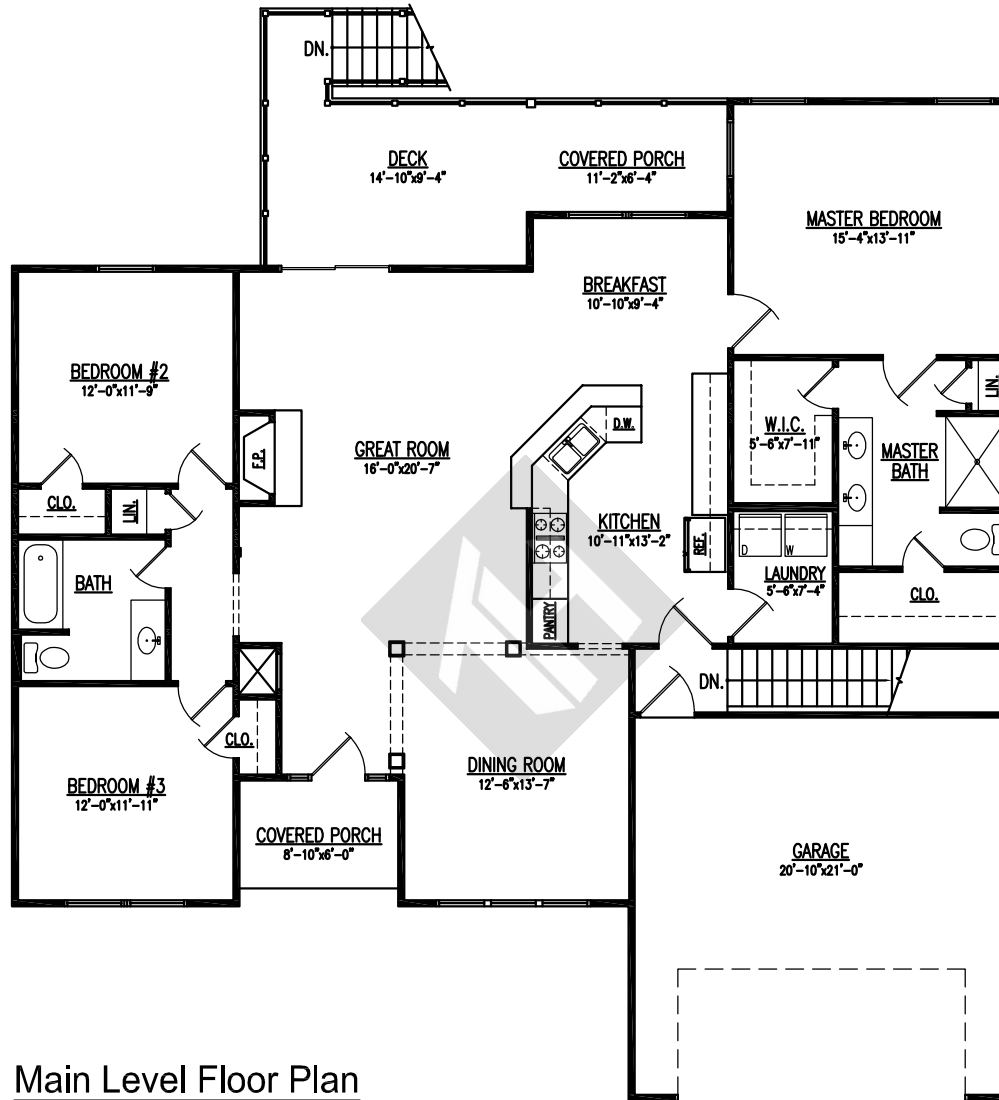 DN.
DECK
14'-10"x9'-4"
COVERED PORCH
11'-2"x6'-4"
MASTER BEDROOM
15'-4"x13'-11"
BREAKFAST
10'-10"x9'-4"
BEDROOM #2
12'-0"x11'-9"
LIN.
D.W.
W.I.C.
5'-6"x7'-11"
F.P.
GREAT ROOM
16'-0"x20'-7"
MASTER
BATH
CLO.
LIN.
KITCHEN
10'-11"x13'-2"
REF.
D
W
BATH
LAUNDRY
5'-6"x7'-4"
CLO.
PANTRY
DN.
CLO.
DINING ROOM
12'-6"x13'-7"
BEDROOM #3
12'-0"x11'-11"
COVERED PORCH
8'-10"x6'-0"
GARAGE
20'-10"x21'-0"
Main Level Floor Plan